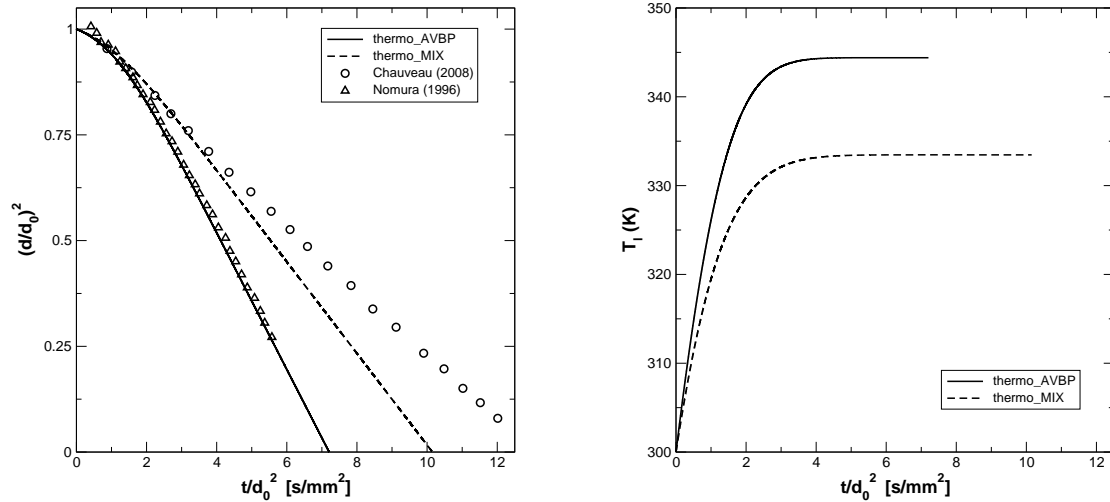 1
0.75
0.5
0.25
0
0 2 4 6 8 10 12
(d/d₀)²
t/d₀² [s/mm²]
thermo_AVBP
thermo_MIX
Chauveau (2008)
Nomura (1996)
350
340
330
320
310
300
0 2 4 6 8 10 12
T_l (K)
t/d₀² [s/mm²]
thermo_AVBP
thermo_MIX